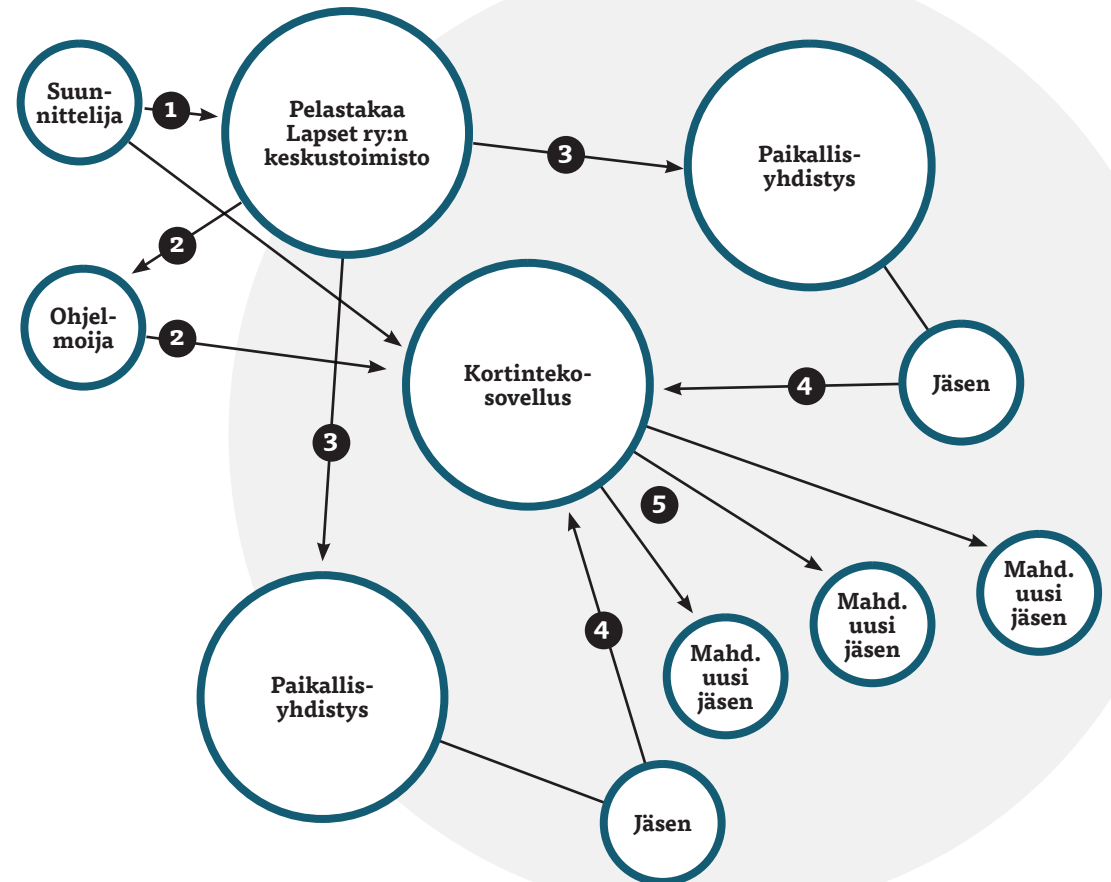 Suun-
nittelija
1
Pelastakaa
Lapset ry:n
keskustoimisto
3
Paikallis-
yhdistys
2
Ohjel-
moija
2
Kortinteko-
sovellus
4
Jäsen
3
5
Mahd.
uusi
jäsen
Mahd.
uusi
jäsen
Mahd.
uusi
jäsen
4
Paikallis-
yhdistys
Jäsen